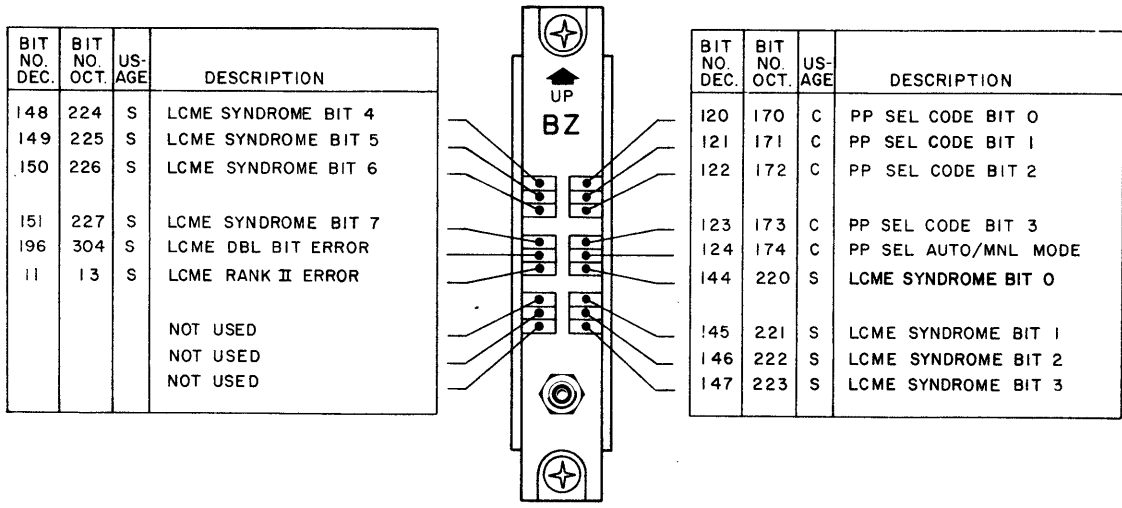 BIT NO. DEC. BIT NO. OCT. US-AGE DESCRIPTION
148 224 S LCME SYNDROME BIT 4
149 225 S LCME SYNDROME BIT 5
150 226 S LCME SYNDROME BIT 6
151 227 S LCME SYNDROME BIT 7
196 304 S LCME DBL BIT ERROR
11 13 S LCME RANK II ERROR
NOT USED
NOT USED
NOT USED
UP
BZ
BIT NO. DEC. BIT NO. OCT. US-AGE DESCRIPTION
120 170 C PP SEL CODE BIT 0
121 171 C PP SEL CODE BIT 1
122 172 C PP SEL CODE BIT 2
123 173 C PP SEL CODE BIT 3
124 174 C PP SEL AUTO/MNL MODE
144 220 S LCME SYNDROME BIT 0
145 221 S LCME SYNDROME BIT 1
146 222 S LCME SYNDROME BIT 2
147 223 S LCME SYNDROME BIT 3